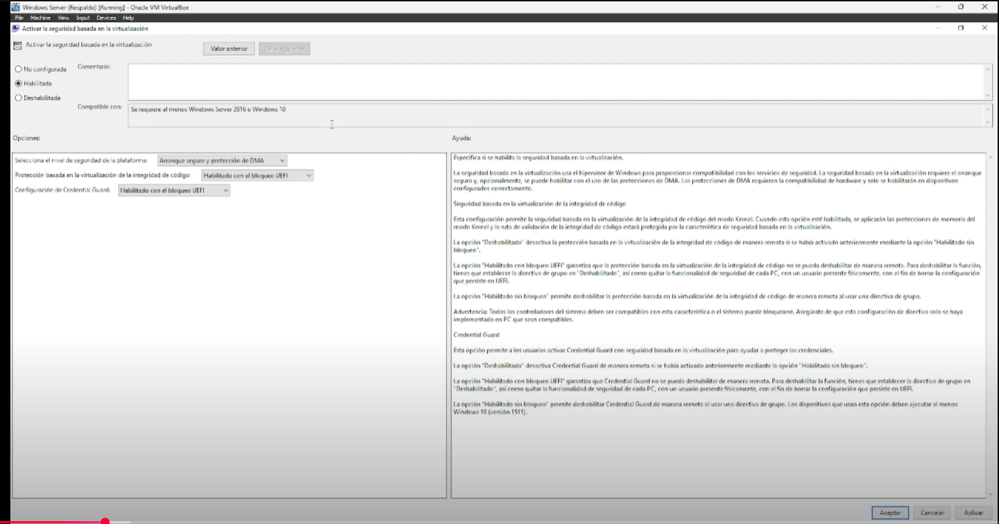 Windows Server (Respaldo) [Running] - Oracle VM VirtualBox
File Machine View Input Devices Help
Activar la seguridad basada en la virtualización
Activar la seguridad basada en la virtualización
Valor anterior Valor siguiente
No configurada
Comentario:
Habilitada
Deshabilitada
Compatible con: Se requiere al menos Windows Server 2016 o Windows 10
Opciones:
Selecciona el nivel de seguridad de la plataforma: Arranque seguro y protección de DMA
Protección basada en la virtualización de la integridad de código: Habilitado con el bloqueo UEFI
Configuración de Credential Guard: Habilitado con el bloqueo UEFI
Ayuda:
Especifica si se habilita la seguridad basada en la virtualización.
La seguridad basada en la virtualización usa el hipervisor de Windows para proporcionar compatibilidad con los servicios de seguridad. La seguridad basada en la virtualización requiere el arranque
seguro y, opcionalmente, se puede habilitar con el uso de las protecciones de DMA. Las protecciones de DMA requieren la compatibilidad de hardware y solo se habilitarán en dispositivos
configurados correctamente.
Seguridad basada en la virtualización de la integridad de código
Esta configuración permite la seguridad basada en la virtualización de la integridad de código del modo Kernel. Cuando esta opción esté habilitada, se aplicarán las protecciones de memoria del
modo Kernel y la ruta de validación de la integridad de código estará protegida por la característica de seguridad basada en la virtualización.
La opción "Deshabilitado" desactiva la protección basada en la virtualización de la integridad de código de manera remota si se había activado anteriormente mediante la opción "Habilitado sin
bloqueo".
La opción "Habilitado con bloqueo UEFI" garantiza que la protección basada en la virtualización de la integridad de código no se pueda deshabilitar de manera remota. Para deshabilitar la función,
tienes que establecer la directiva de grupo en "Deshabilitado", así como quitar la funcionalidad de seguridad de cada PC, con un usuario presente físicamente, con el fin de borrar la configuración
que persiste en UEFI.
La opción "Habilitado sin bloqueo" permite deshabilitar la protección basada en la virtualización de la integridad de código de manera remota al usar una directiva de grupo.
Advertencia: Todos los controladores del sistema deben ser compatibles con esta característica o el sistema puede bloquearse. Asegúrate de que esta configuración de directiva solo se haya
implementado en PC que sean compatibles.
Credential Guard
Esta opción permite a los usuarios activar Credential Guard con seguridad basada en la virtualización para ayudar a proteger las credenciales.
La opción "Deshabilitado" desactiva Credential Guard de manera remota si se había activado anteriormente mediante la opción "Habilitado sin bloqueo".
La opción "Habilitado con bloqueo UEFI" garantiza que Credential Guard no se pueda deshabilitar de manera remota. Para deshabilitar la función, tienes que establecer la directiva de grupo en
"Deshabilitado", así como quitar la funcionalidad de seguridad de cada PC, con un usuario presente físicamente, con el fin de borrar la configuración que persiste en UEFI.
La opción "Habilitado sin bloqueo" permite deshabilitar Credential Guard de manera remota al usar una directiva de grupo. Los dispositivos que usan esta opción deben ejecutar al menos
Windows 10 (versión 1511).
Aceptar Cancelar Aplicar